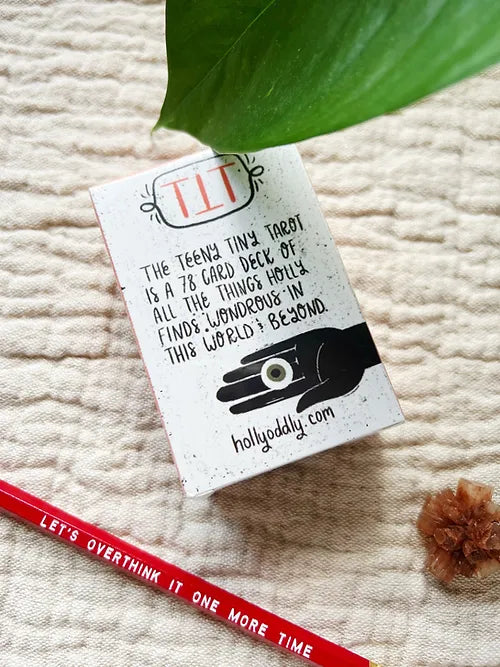 TTT
THE TEENY TINY TAROT
IS A 78 CARD DECK OF
ALL THE THINGS HOLLY
FINDS WONDROUS IN
THIS WORLD & BEYOND.
hollyoddly.com
LET'S OVERTHINK IT ONE MORE TIME